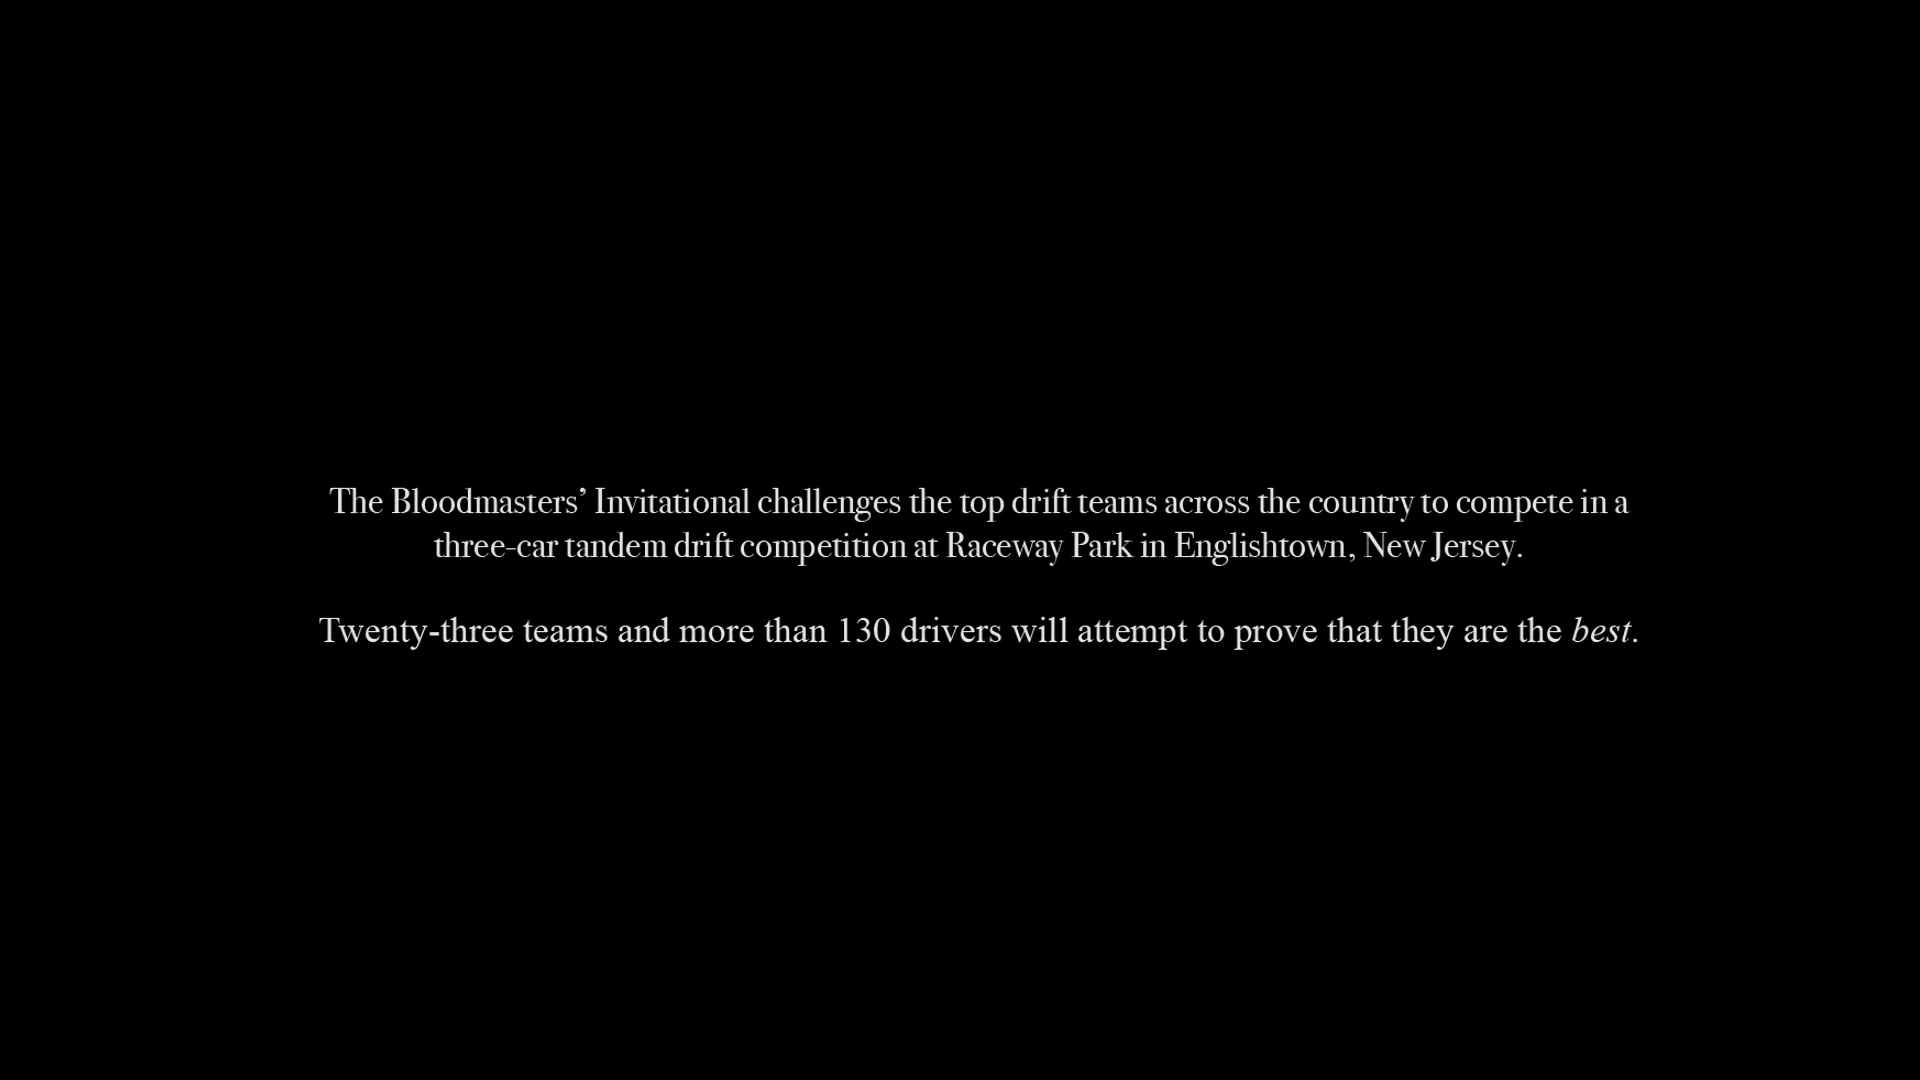 The Bloodmasters’ Invitational challenges the top drift teams across the country to compete in a
three-car tandem drift competition at Raceway Park in Englishtown, New Jersey.
Twenty-three teams and more than 130 drivers will attempt to prove that they are the best.